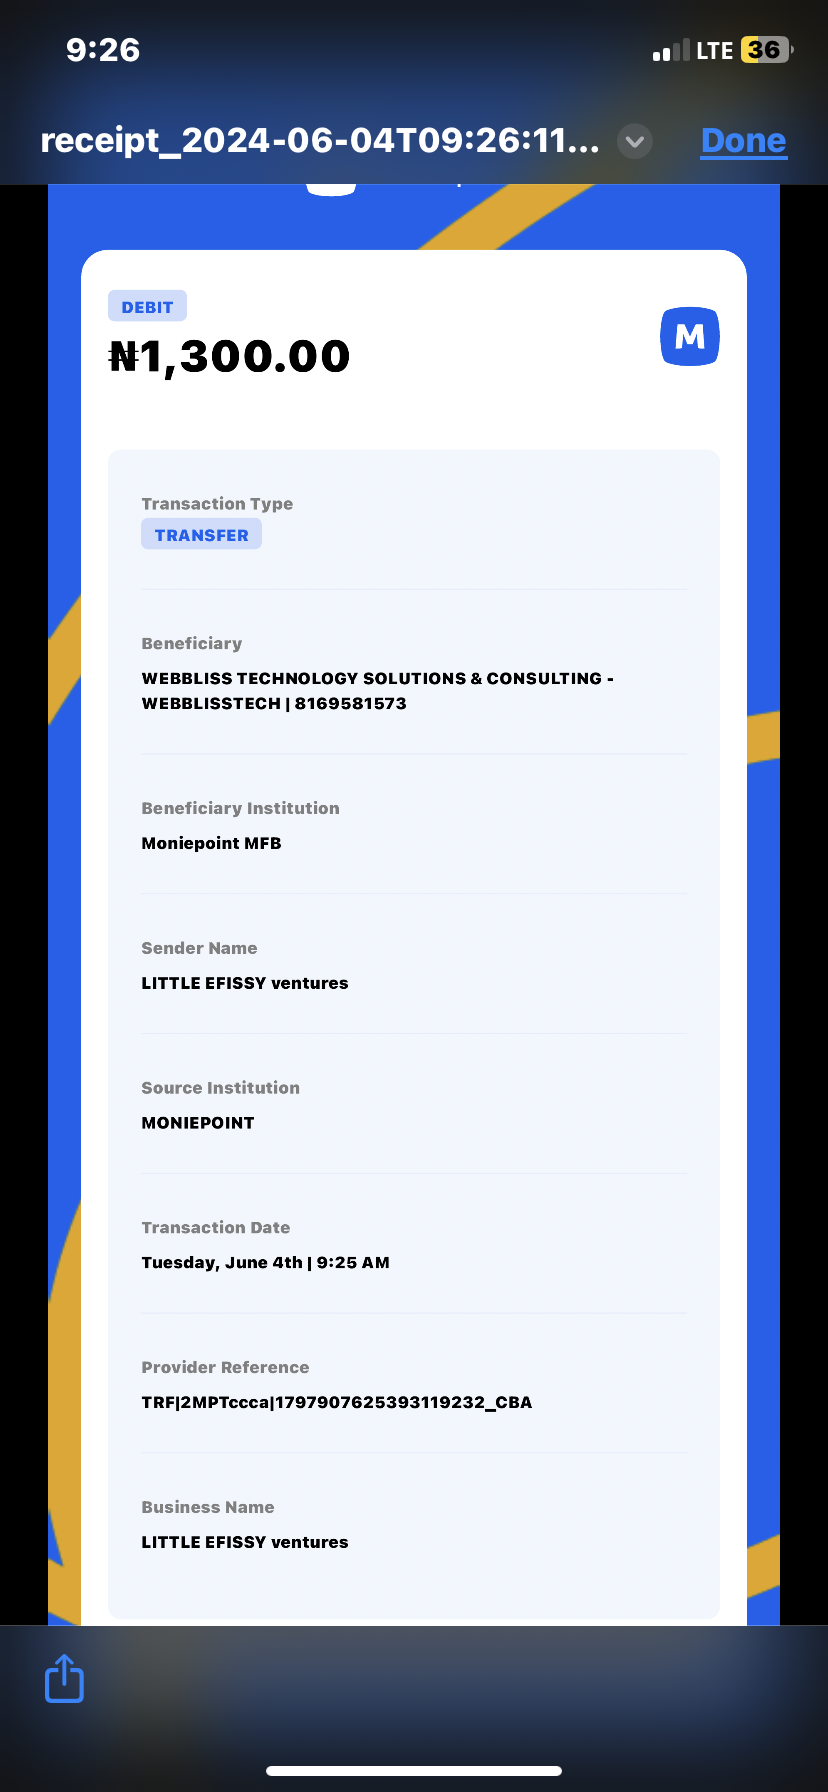 9:26
LTE 36
receipt_2024-06-04T09:26:11...
Done
DEBIT
₦1,300.00
M
Transaction Type
TRANSFER
Beneficiary
WEBBLISS TECHNOLOGY SOLUTIONS & CONSULTING -
WEBBLISSTECH | 8169581573
Beneficiary Institution
Moniepoint MFB
Sender Name
LITTLE EFISSY ventures
Source Institution
MONIEPOINT
Transaction Date
Tuesday, June 4th | 9:25 AM
Provider Reference
TRF|2MPTccca|1797907625393119232_CBA
Business Name
LITTLE EFISSY ventures